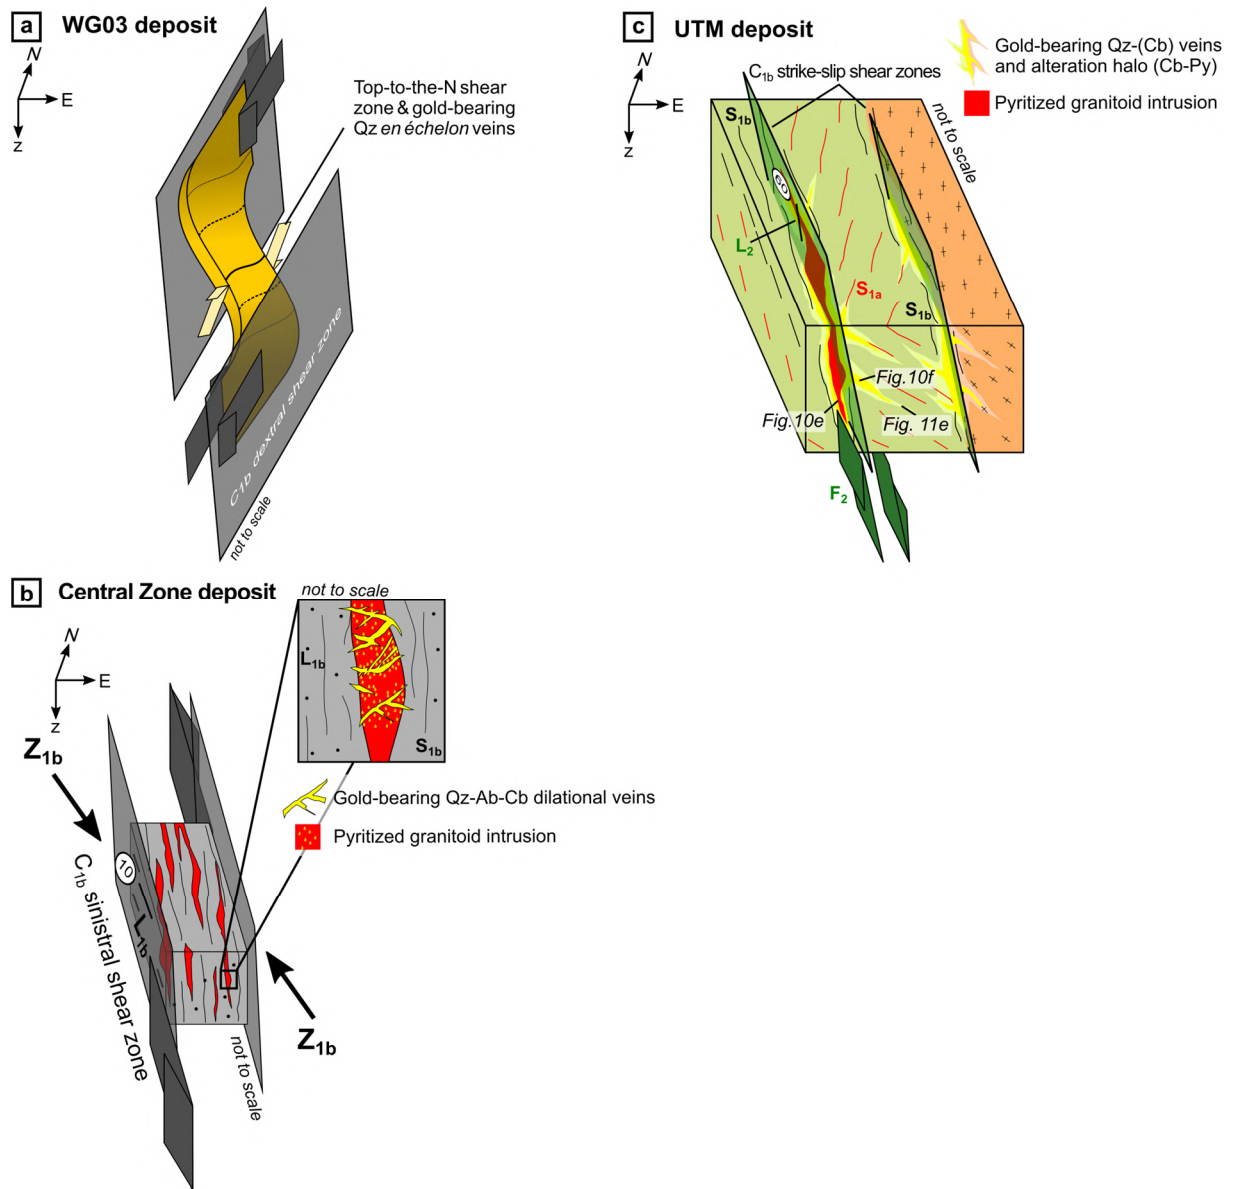 a WG03 deposit
N
E
z
Top-to-the-N shear
zone & gold-bearing
Qz en échelon veins
C1b dextral shear zone
not to scale
b Central Zone deposit
N
E
z
not to scale
L1b
S1b
Gold-bearing Qz-Ab-Cb dilational veins
Pyritized granitoid intrusion
Z1b
10
L1b
C1b sinistral shear zone
Z1b
not to scale
c UTM deposit
N
E
z
Gold-bearing Qz-(Cb) veins
and alteration halo (Cb-Py)
Pyritized granitoid intrusion
C1b strike-slip shear zones
not to scale
S1b
60
L2
S1a
S1b
Fig.10f
Fig.10e
Fig. 11e
F2